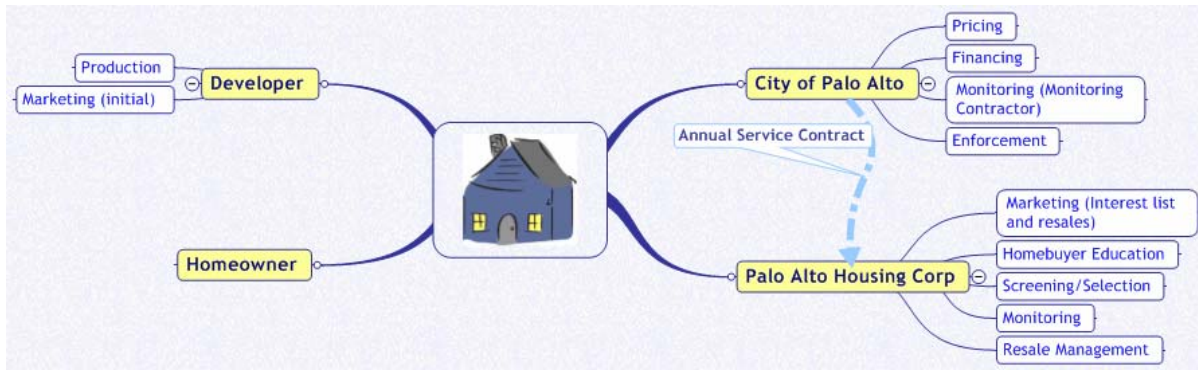 Production
Developer
Marketing (initial)
Homeowner
City of Palo Alto
Pricing
Financing
Monitoring (Monitoring
Contractor)
Enforcement
Annual Service Contract
Palo Alto Housing Corp
Marketing (Interest list
and resales)
Homebuyer Education
Screening/Selection
Monitoring
Resale Management